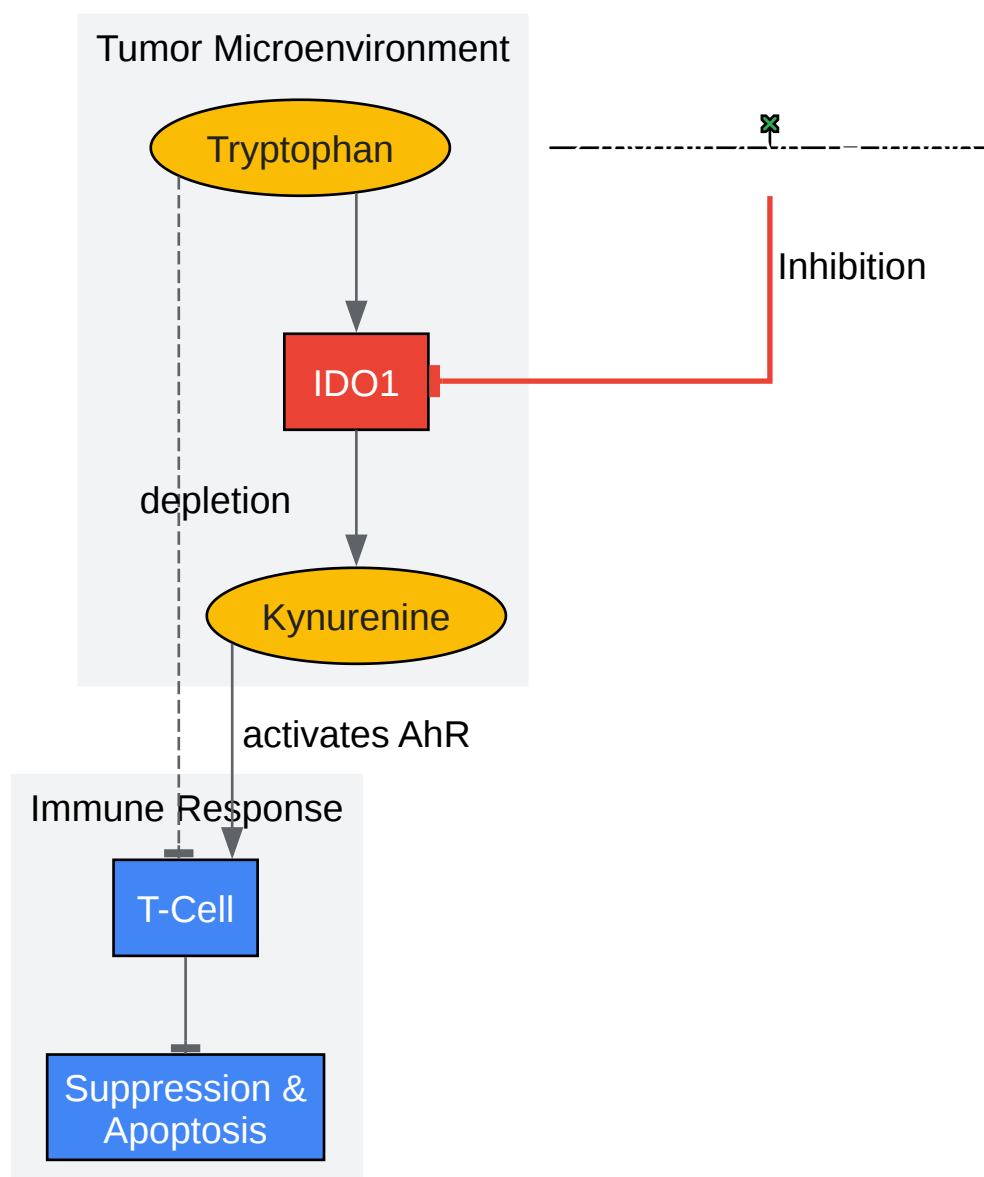 Tumor Microenvironment
Tryptophan
Inhibition
IDO1
depletion
Kynurenine
activates AhR
Immune Response
T-Cell
Suppression &
Apoptosis